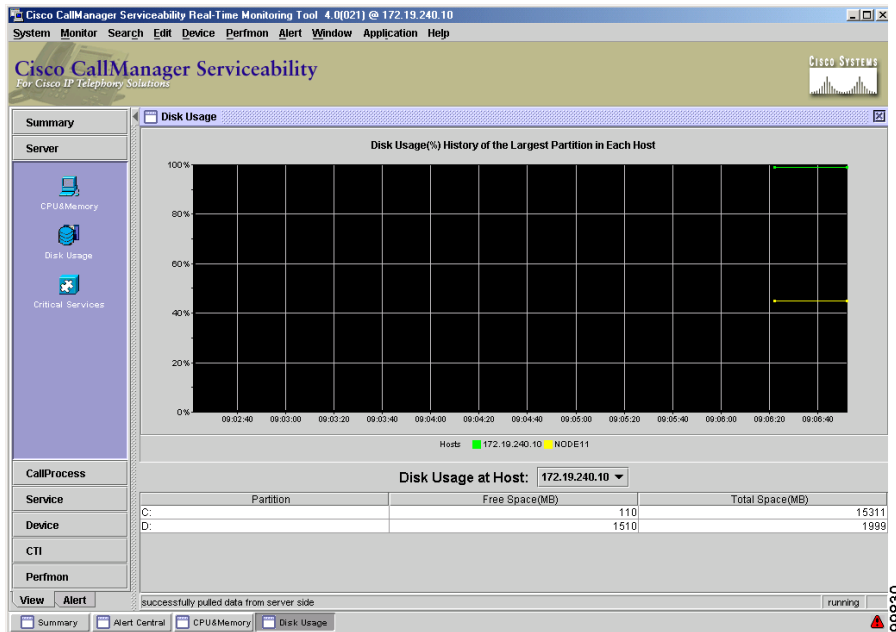 Cisco CallManager Serviceability Real-Time Monitoring Tool 4.0(021) @ 172.19.240.10
System Monitor Search Edit Device Perfmon Alert Window Application Help
Cisco CallManager Serviceability
For Cisco IP Telephony Solutions
CISCO SYSTEMS
Summary
Server
CPU&Memory
Disk Usage
Critical Services
CallProcess
Service
Device
CTI
Perfmon
View Alert
Disk Usage
Disk Usage(%) History of the Largest Partition in Each Host
100%
80%
60%
40%
20%
0%
09:02:40 09:03:00 09:03:20 09:03:40 09:04:00 09:04:20 09:04:40 09:05:00 09:05:20 09:05:40 09:06:00 09:06:20 09:06:40
Hosts 172.19.240.10 NODE11
Disk Usage at Host: 172.19.240.10
Partition Free Space(MB) Total Space(MB)
C: 110 15311
D: 1510 1999
successfully pulled data from server side running
Summary Alert Central CPU&Memory Disk Usage
99830